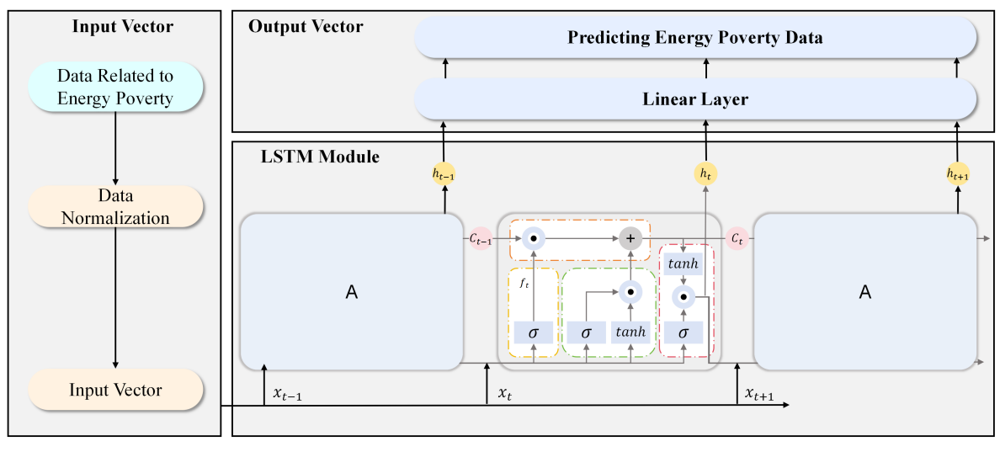 Input Vector
Data Related to
Energy Poverty
Data
Normalization
Input Vector
Output Vector
Predicting Energy Poverty Data
Linear Layer
LSTM Module
h_{t−1}
h_t
h_{t+1}
A
C_{t−1}
+
C_t
tanh
f_t
σ
σ
tanh
σ
A
x_{t−1}
x_t
x_{t+1}